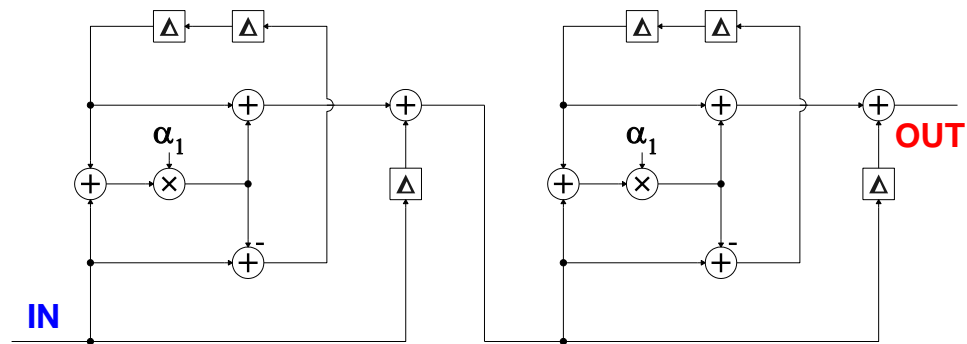 Δ Δ Δ Δ
+ + + +
α1 α1
+ × Δ + × Δ
- -
+ +
IN
OUT